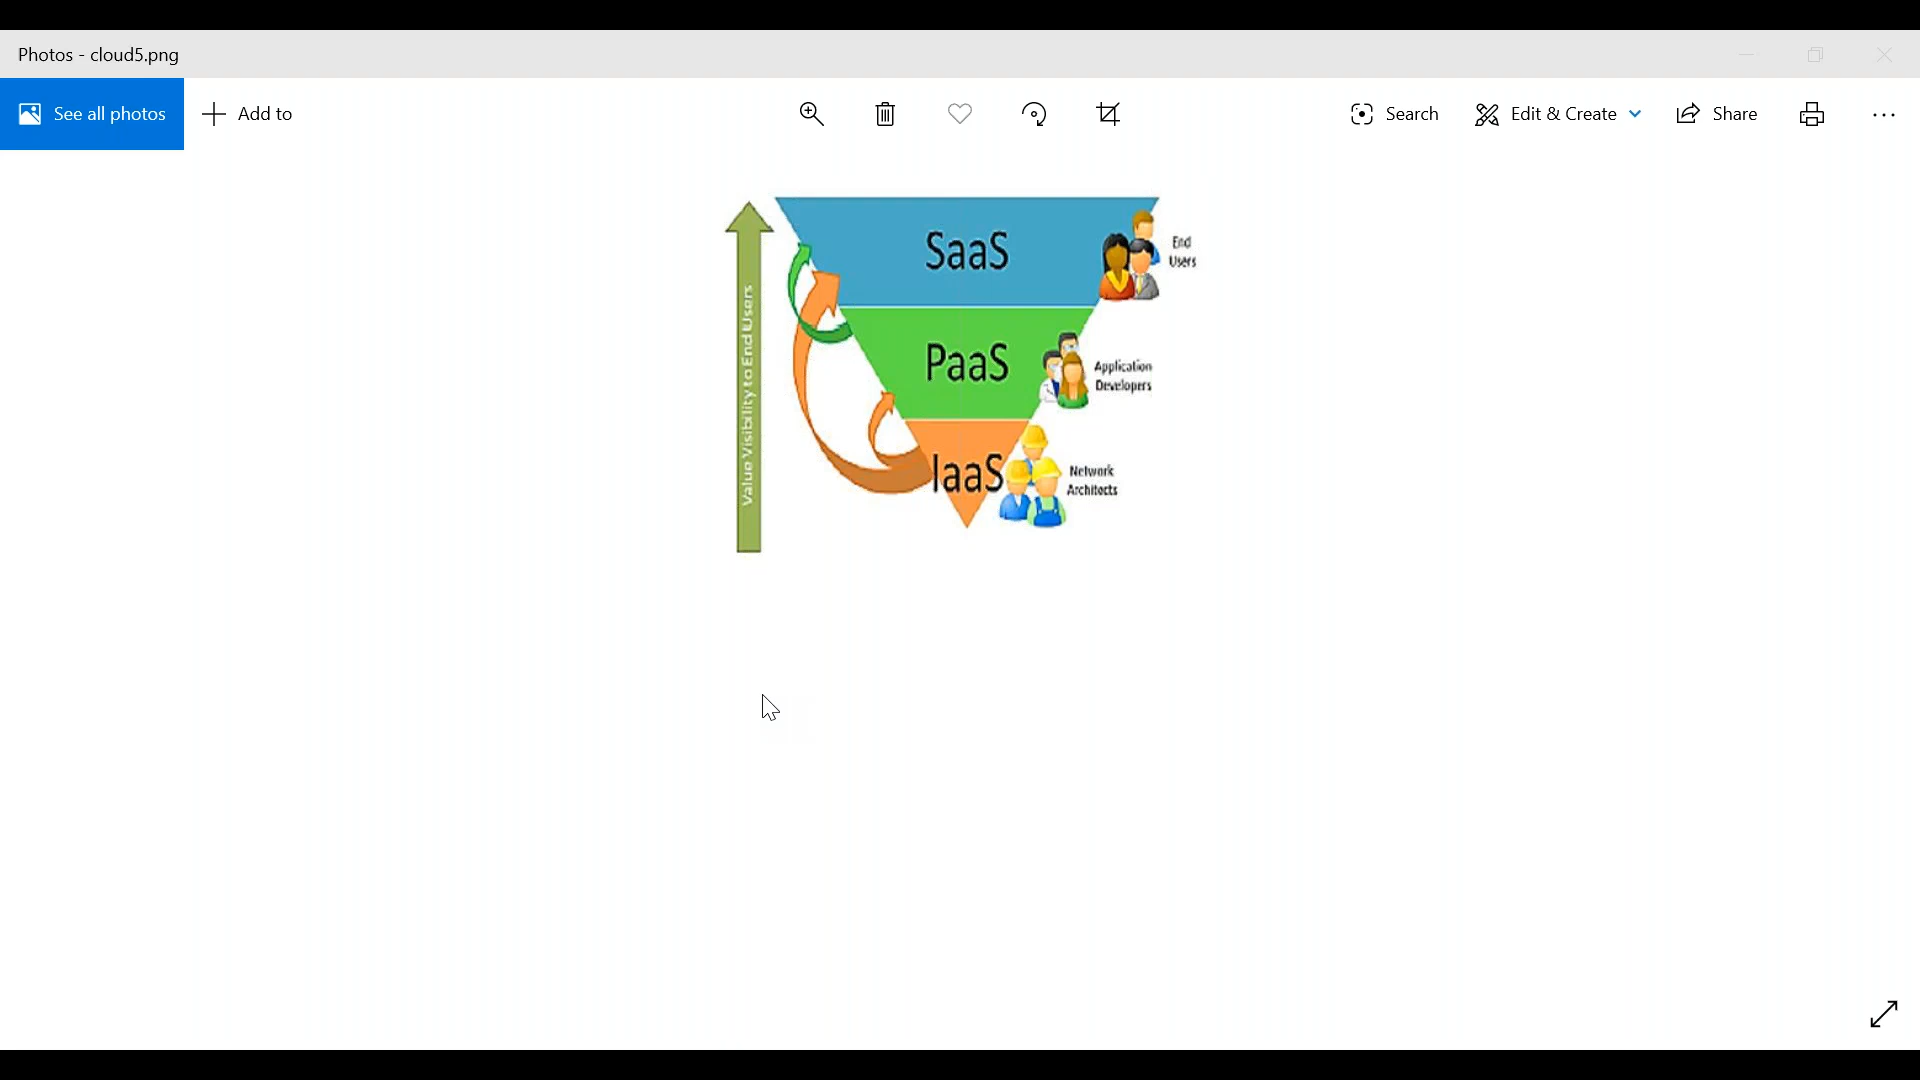 Photos - cloud5.png
See all photos
Add to
Search
Edit & Create
Share
SaaS
End
Users
PaaS
Application
Developers
IaaS
Network
Architects
Value Visibility to End Users